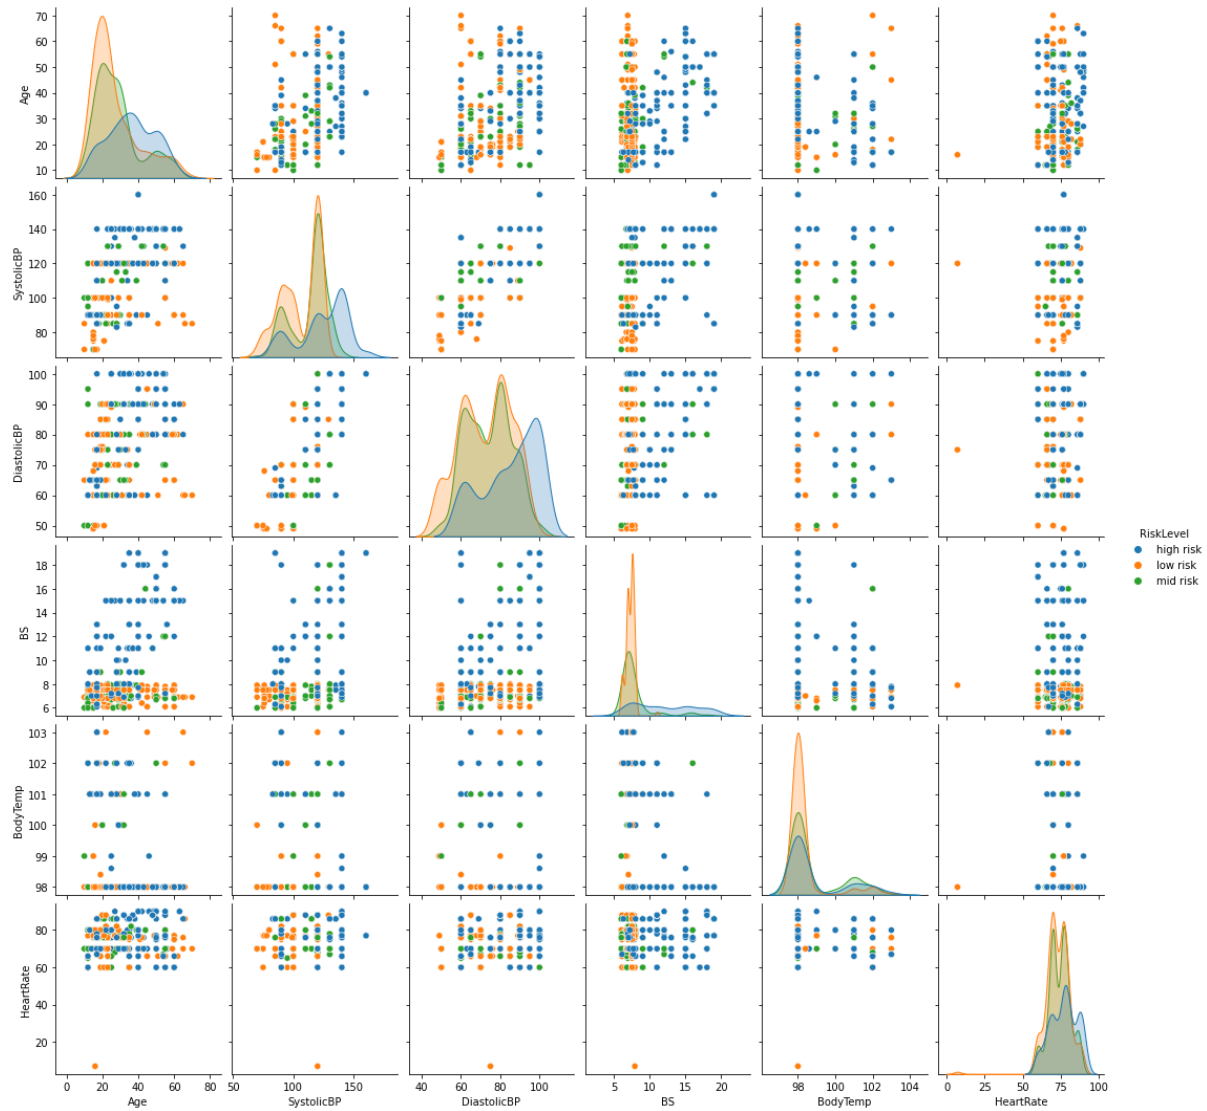 70
60
50
40
30
20
10
Age
160
140
120
100
80
SystolicBP
100
90
80
70
60
50
DiastolicBP
RiskLevel
high risk
low risk
mid risk
18
16
14
12
10
8
6
BS
103
102
101
100
99
98
BodyTemp
80
60
40
20
HeartRate
0 20 40 60 80 50 100 150 40 60 80 100 5 10 15 20 98 100 102 104 0 25 50 75 100
Age SystolicBP DiastolicBP BS BodyTemp HeartRate